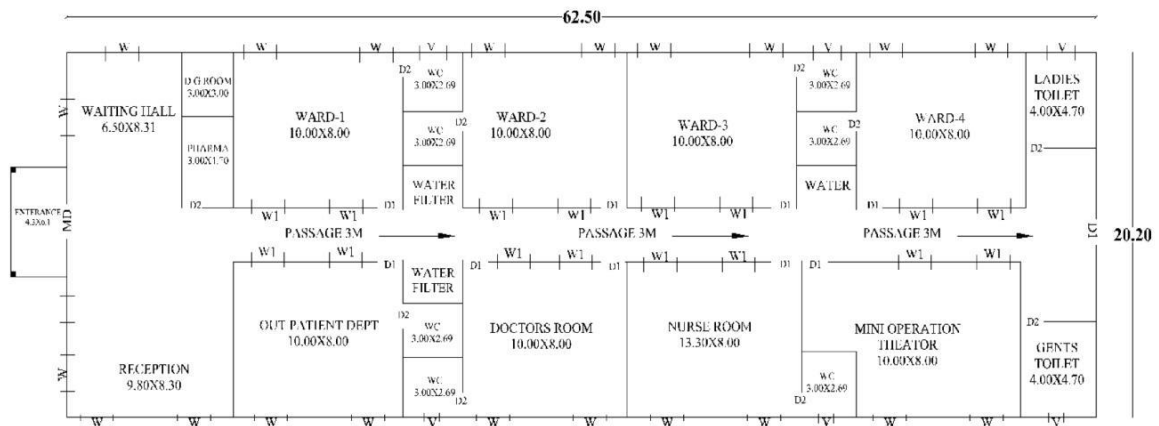 62.50
W W W V W W W W V W W V
D G ROOM
3.00X3.00
D2
WC
3.00X2.69
D2
WC
3.00X2.69
LADIES
TOILET
4.00X4.70
W
WAITING HALL
6.50X8.31
WARD-1
10.00X8.00
D2
WARD-2
10.00X8.00
WARD-3
10.00X8.00
D2
WARD-4
10.00X8.00
WC
3.00X2.69
WC
3.00X2.69
PHARMA
3.00X1.70
D2
WATER
FILTER
WATER
D2
D1
D1
D1
D1
W1 W1 W1 W1 W1 W1 W1 W1
ENTERANCE
MD
PASSAGE 3M
PASSAGE 3M
PASSAGE 3M
D1
20.20
W1 W1 W1 W1 W1 W1 W1 W1
D1
D1
D1
D1
D1
WATER
FILTER
D2
D2
OUT PATIENT DEPT
10.00X8.00
WC
3.00X2.69
DOCTORS ROOM
10.00X8.00
NURSE ROOM
13.30X8.00
MINI OPERATION
THEATOR
10.00X8.00
GENTS
TOILET
4.00X4.70
W
RECEPTION
9.80X8.30
WC
3.00X2.69
D2
WC
3.00X2.69
D2
W W W W V W W W W V W W V